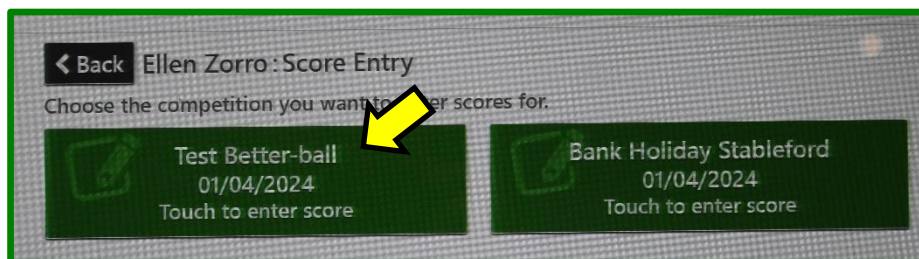 Back Ellen Zorro : Score Entry
Choose the competition you want to enter scores for.
Test Better-ball
01/04/2024
Touch to enter score
Bank Holiday Stableford
01/04/2024
Touch to enter score